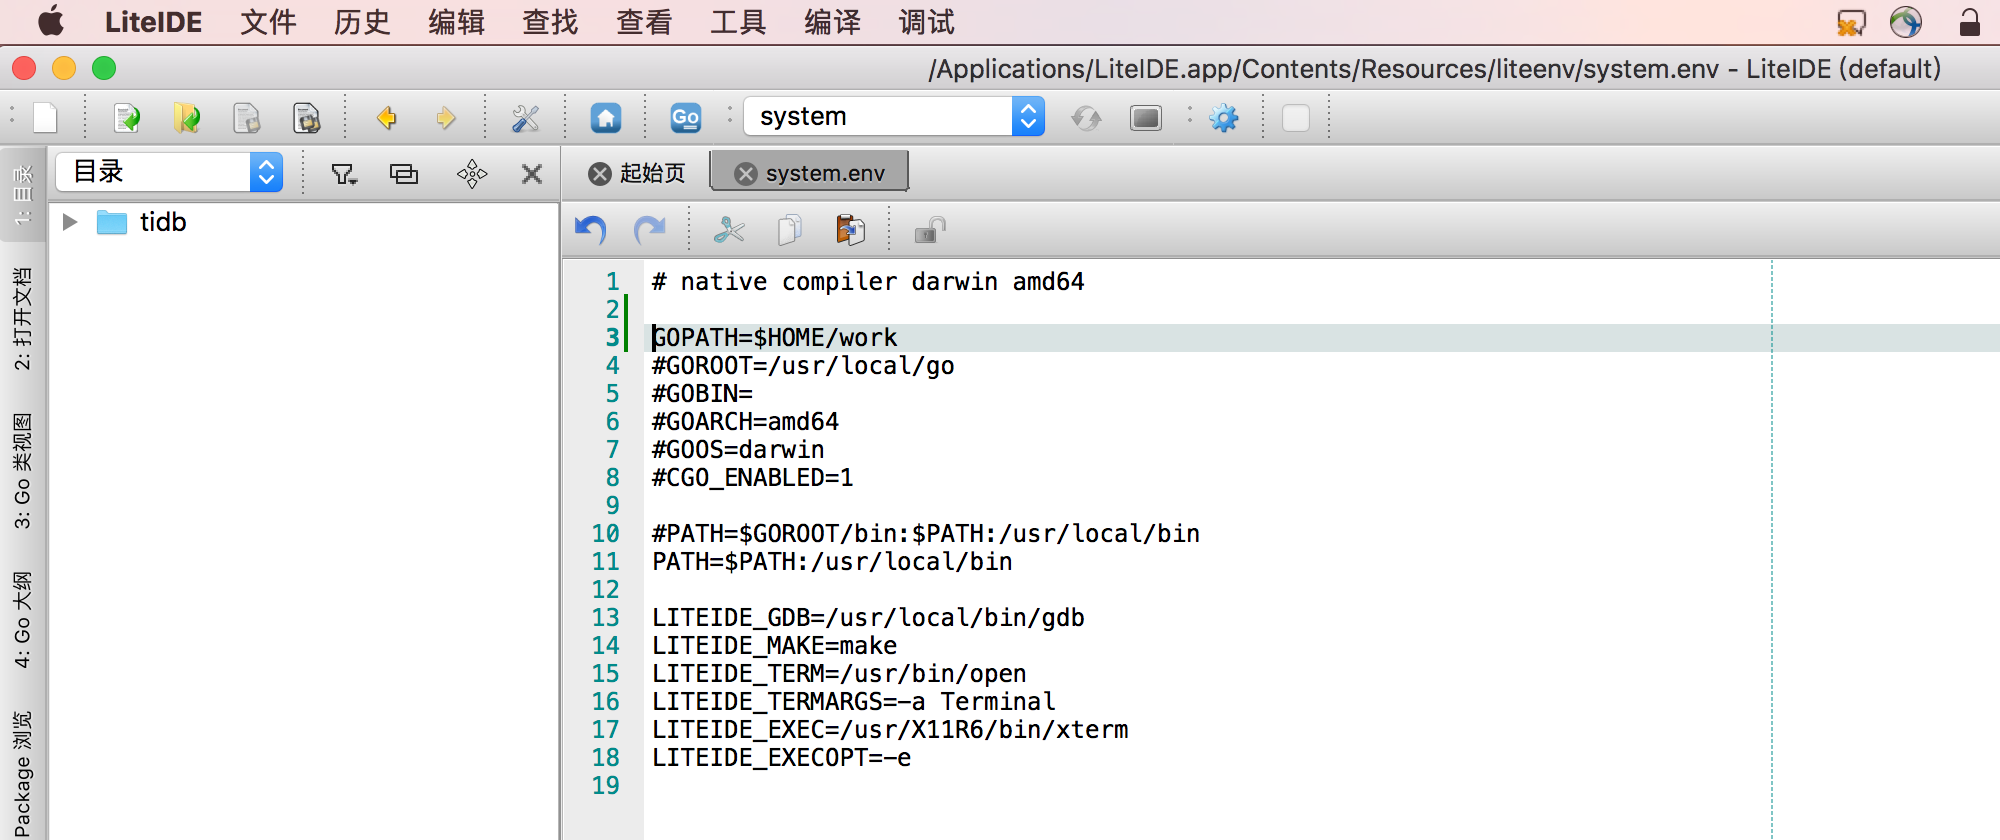 LiteIDE 文件 历史 编辑 查找 查看 工具 编译 调试
/Applications/LiteIDE.app/Contents/Resources/liteenv/system.env - LiteIDE (default)
Go system
目录
起始页
system.env
1: 目录
2: 打开文档
3: Go 类视图
4: Go 大纲
Package 浏览
tidb
1 # native compiler darwin amd64
2
3 GOPATH=$HOME/work
4 #GOROOT=/usr/local/go
5 #GOBIN=
6 #GOARCH=amd64
7 #GOOS=darwin
8 #CGO_ENABLED=1
9
10 #PATH=$GOROOT/bin:$PATH:/usr/local/bin
11 PATH=$PATH:/usr/local/bin
12
13 LITEIDE_GDB=/usr/local/bin/gdb
14 LITEIDE_MAKE=make
15 LITEIDE_TERM=/usr/bin/open
16 LITEIDE_TERMARGS=-a Terminal
17 LITEIDE_EXEC=/usr/X11R6/bin/xterm
18 LITEIDE_EXECOPT=-e
19